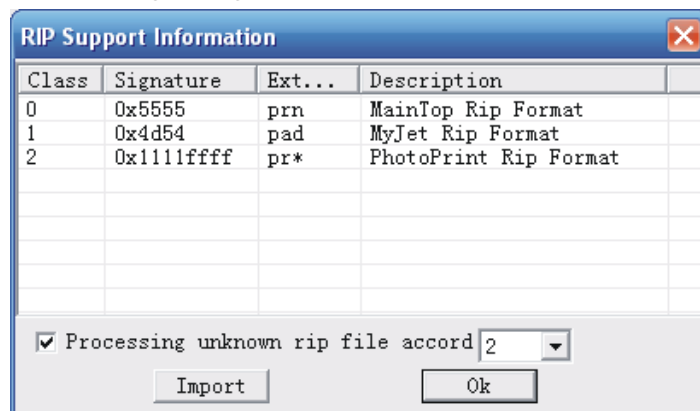 RIP Support Information
Class Signature Ext... Description
0 0x5555 prn MainTop Rip Format
1 0x4d54 pad MyJet Rip Format
2 0x1111ffff pr* PhotoPrint Rip Format
Processing unknown rip file accord 2
Import Ok